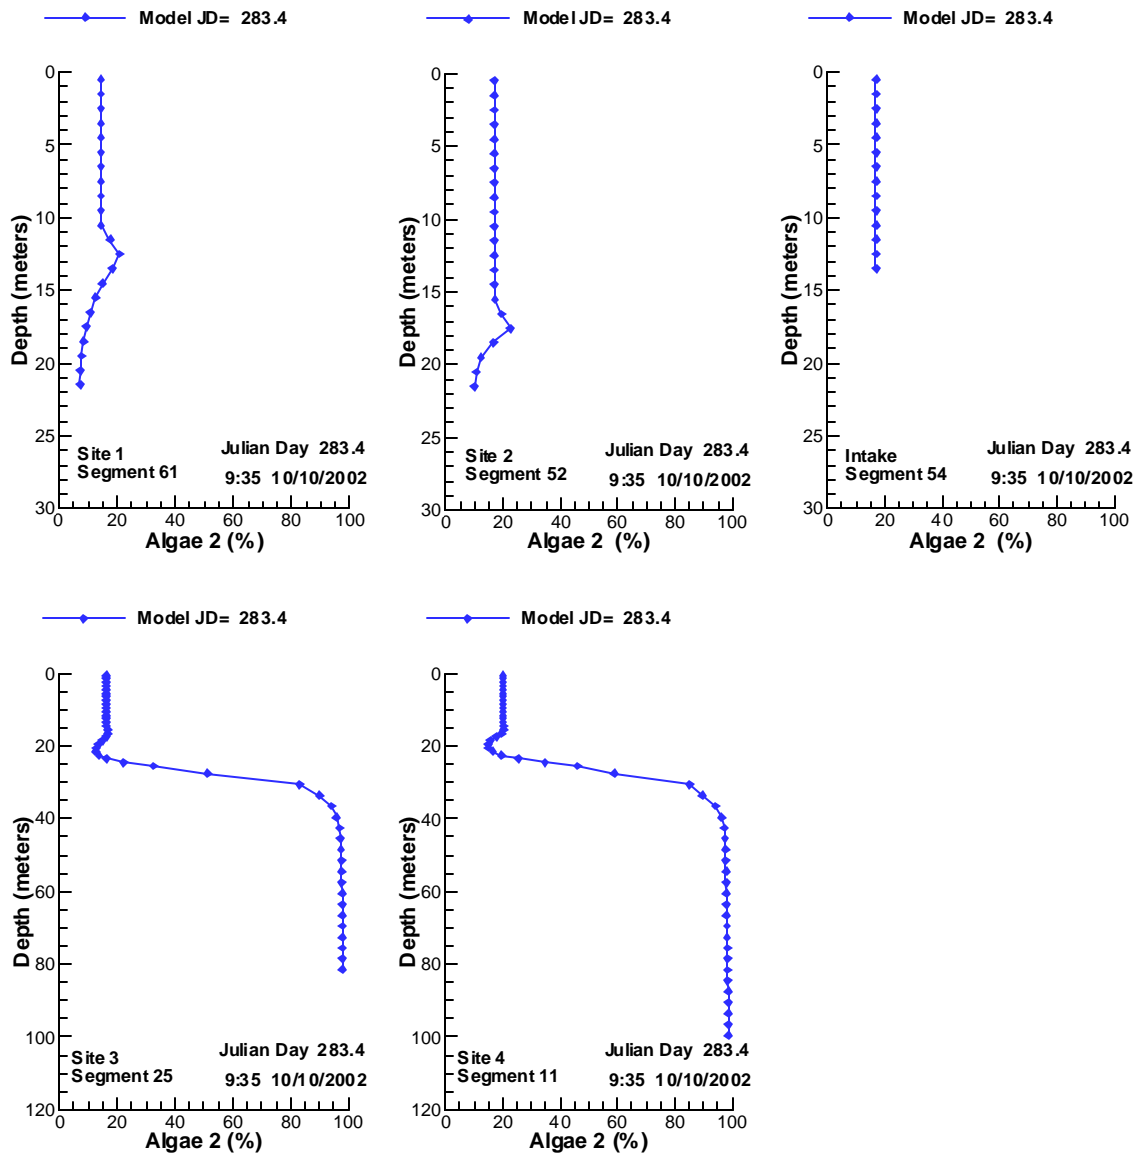 Model JD= 283.4
Model JD= 283.4
Model JD= 283.4
0
5
10
15
20
25
30
Depth (meters)
Site 1
Segment 61
Julian Day 283.4
9:35 10/10/2002
0 20 40 60 80 100
Algae 2 (%)
0
5
10
15
20
25
30
Depth (meters)
Site 2
Segment 52
Julian Day 283.4
9:35 10/10/2002
0 20 40 60 80 100
Algae 2 (%)
0
5
10
15
20
25
30
Depth (meters)
Intake
Segment 54
Julian Day 283.4
9:35 10/10/2002
0 20 40 60 80 100
Algae 2 (%)
Model JD= 283.4
Model JD= 283.4
0
20
40
60
80
100
120
Depth (meters)
Site 3
Segment 25
Julian Day 283.4
9:35 10/10/2002
0 20 40 60 80 100
Algae 2 (%)
0
20
40
60
80
100
120
Depth (meters)
Site 4
Segment 11
Julian Day 283.4
9:35 10/10/2002
0 20 40 60 80 100
Algae 2 (%)